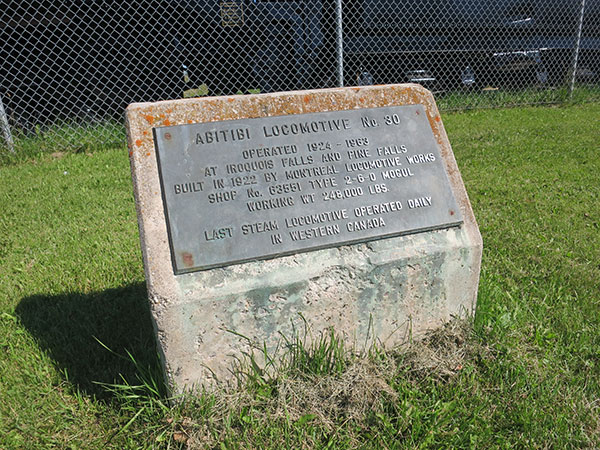 ABITIBI LOCOMOTIVE No. 30
OPERATED 1924 - 1963
AT IROQUOIS FALLS AND PINE FALLS
BUILT IN 1922 BY MONTREAL LOCOMOTIVE WORKS
SHOP No. 63551 TYPE 2-6-0 MOGUL
WORKING WT 248,000 LBS.
LAST STEAM LOCOMOTIVE OPERATED DAILY
IN WESTERN CANADA